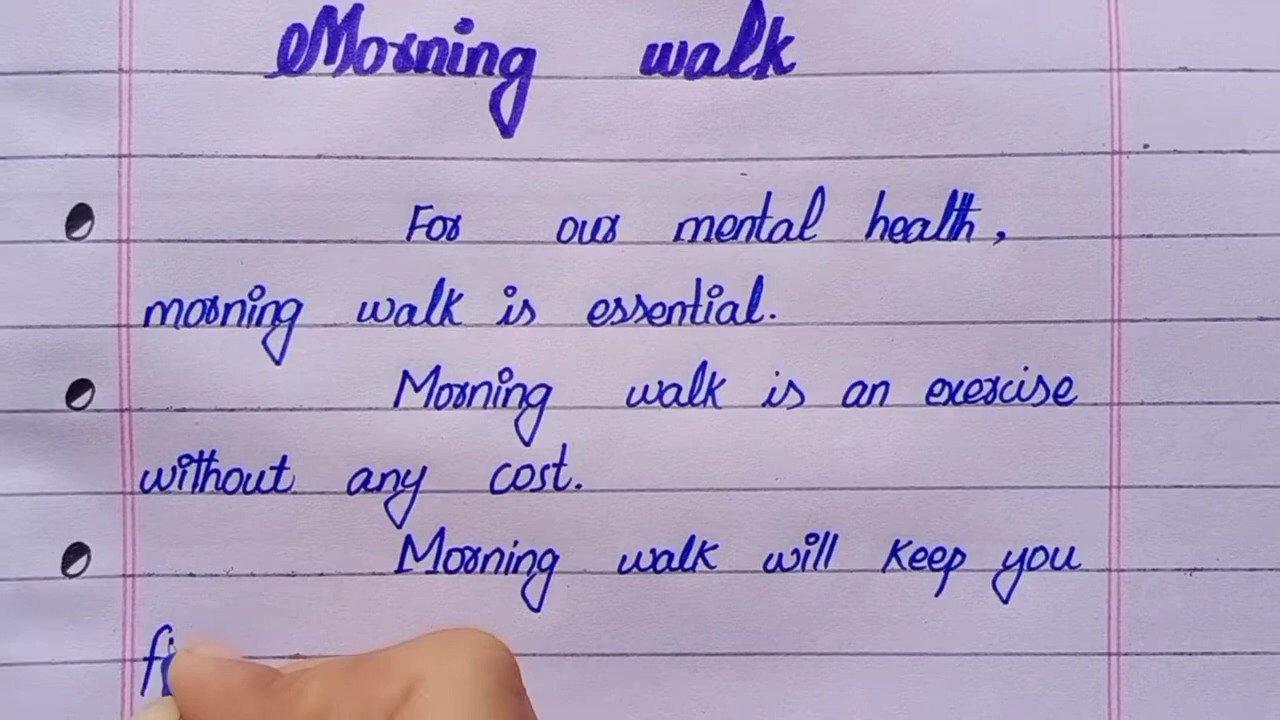 Morning walk
For our mental health,
morning walk is essential.
Morning walk is an exercise
without any cost.
Morning walk will keep you